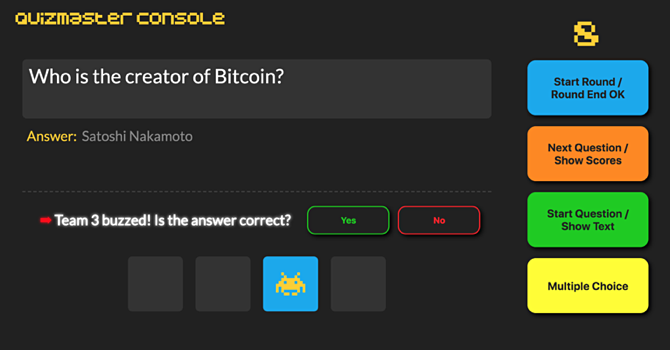 Quizmaster Console
8
Who is the creator of Bitcoin?
Answer: Satoshi Nakamoto
Team 3 buzzed! Is the answer correct?
Yes
No
Start Round /
Round End OK
Next Question /
Show Scores
Start Question /
Show Text
Multiple Choice